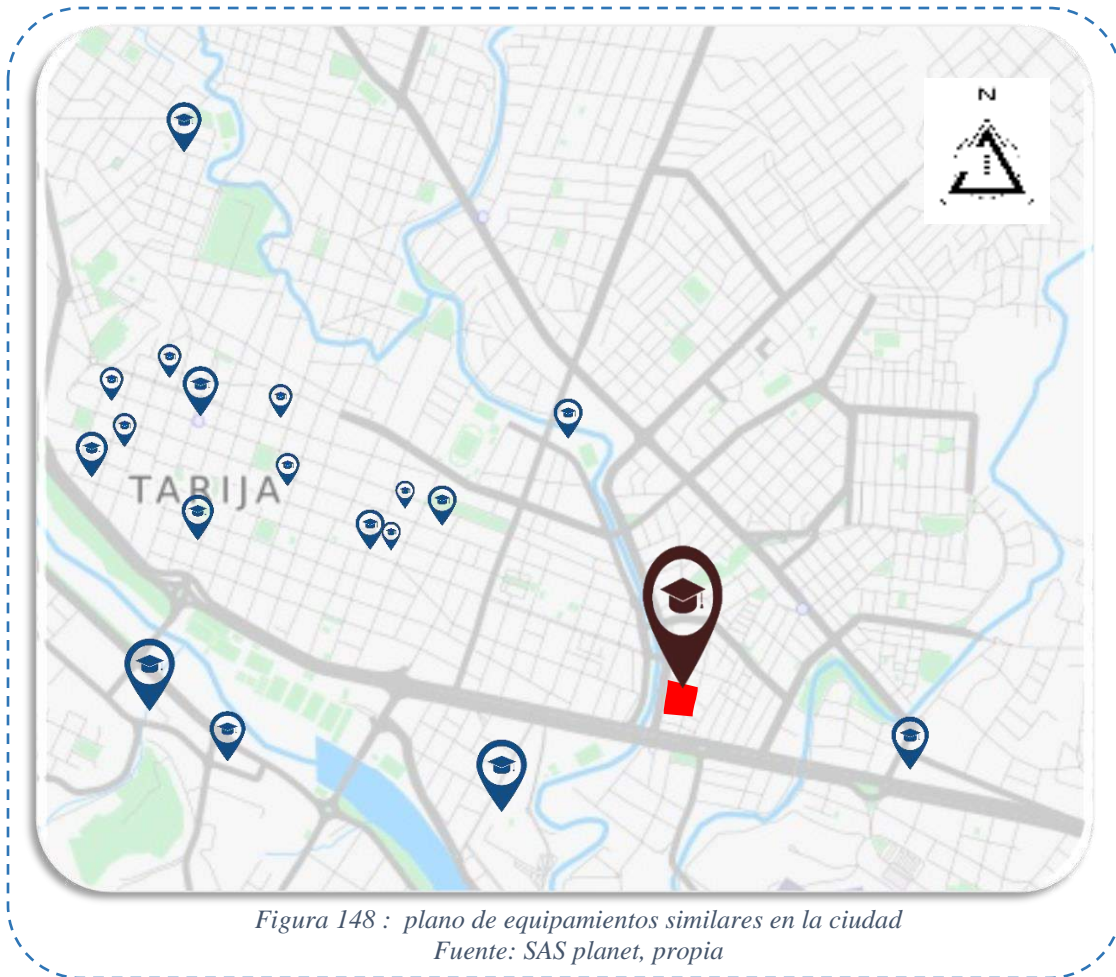 N
TARIJA
Figura 148 : plano de equipamientos similares en la ciudad
Fuente: SAS planet, propia